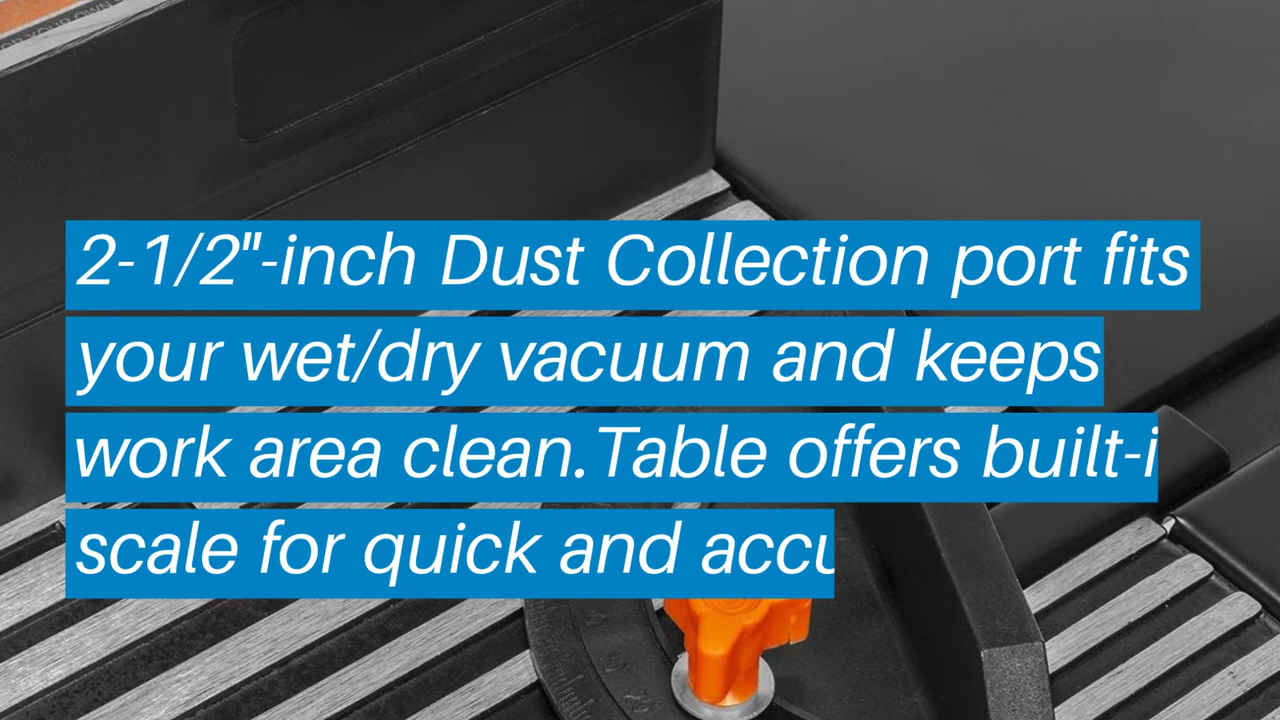 2-1/2"-inch Dust Collection port fits
your wet/dry vacuum and keeps
work area clean.Table offers built-i
scale for quick and accu